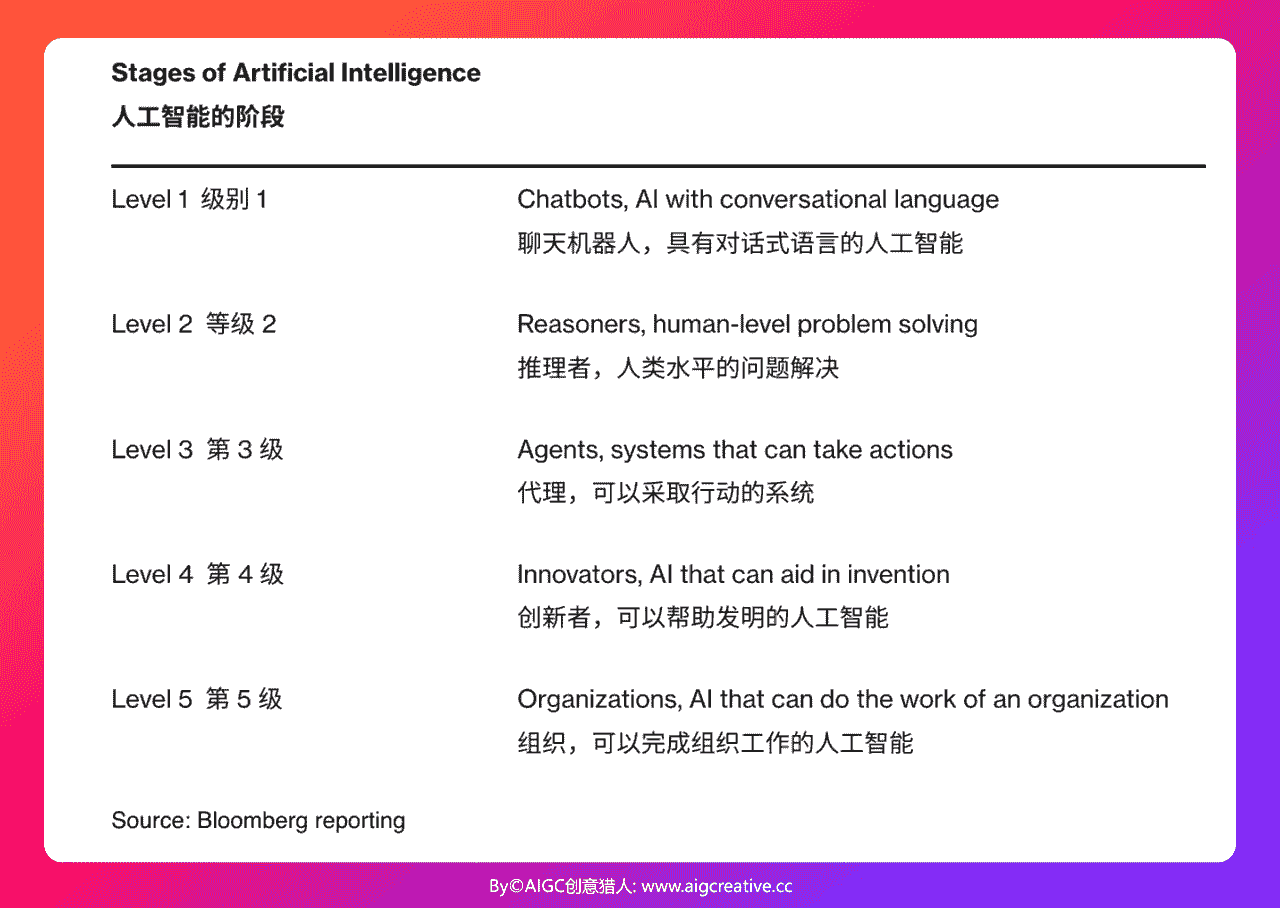 Stages of Artificial Intelligence
人工智能的阶段
Level 1 级别 1
Chatbots, AI with conversational language
聊天机器人，具有对话式语言的人工智能
Level 2 等级 2
Reasoners, human-level problem solving
推理者，人类水平的问题解决
Level 3 第 3 级
Agents, systems that can take actions
代理，可以采取行动的系统
Level 4 第 4 级
Innovators, AI that can aid in invention
创新者，可以帮助发明的人工智能
Level 5 第 5 级
Organizations, AI that can do the work of an organization
组织，可以完成组织工作的人工智能
Source: Bloomberg reporting
By©AIGC创意猎人: www.aigcreative.cc